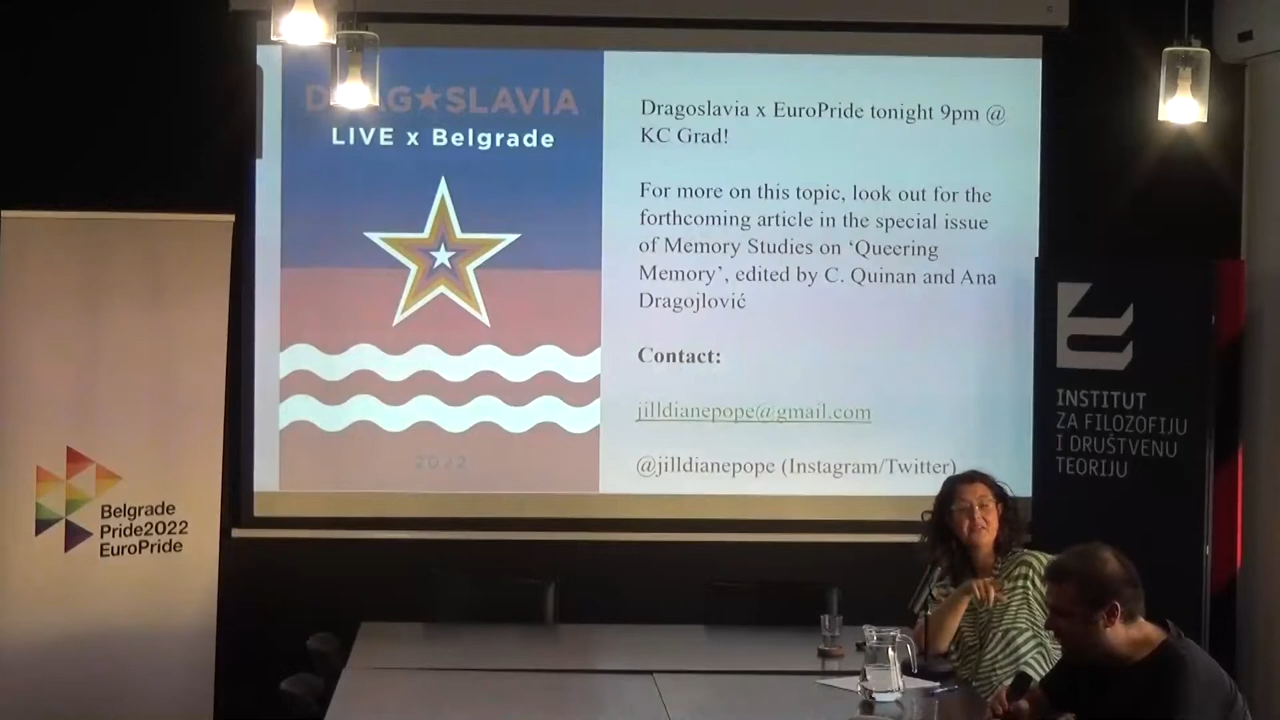 DRAG★SLAVIA
LIVE x Belgrade
2022
Dragoslavia x EuroPride tonight 9pm @
KC Grad!
For more on this topic, look out for the
forthcoming article in the special issue
of Memory Studies on ‘Queering
Memory’, edited by C. Quinan and Ana
Dragojlović
Contact:
jilldianepope@gmail.com
@jilldianepope (Instagram/Twitter)
Belgrade
Pride2022
EuroPride
INSTITUT
ZA FILOZOFIJU
I DRUŠTVENU
TEORIJU